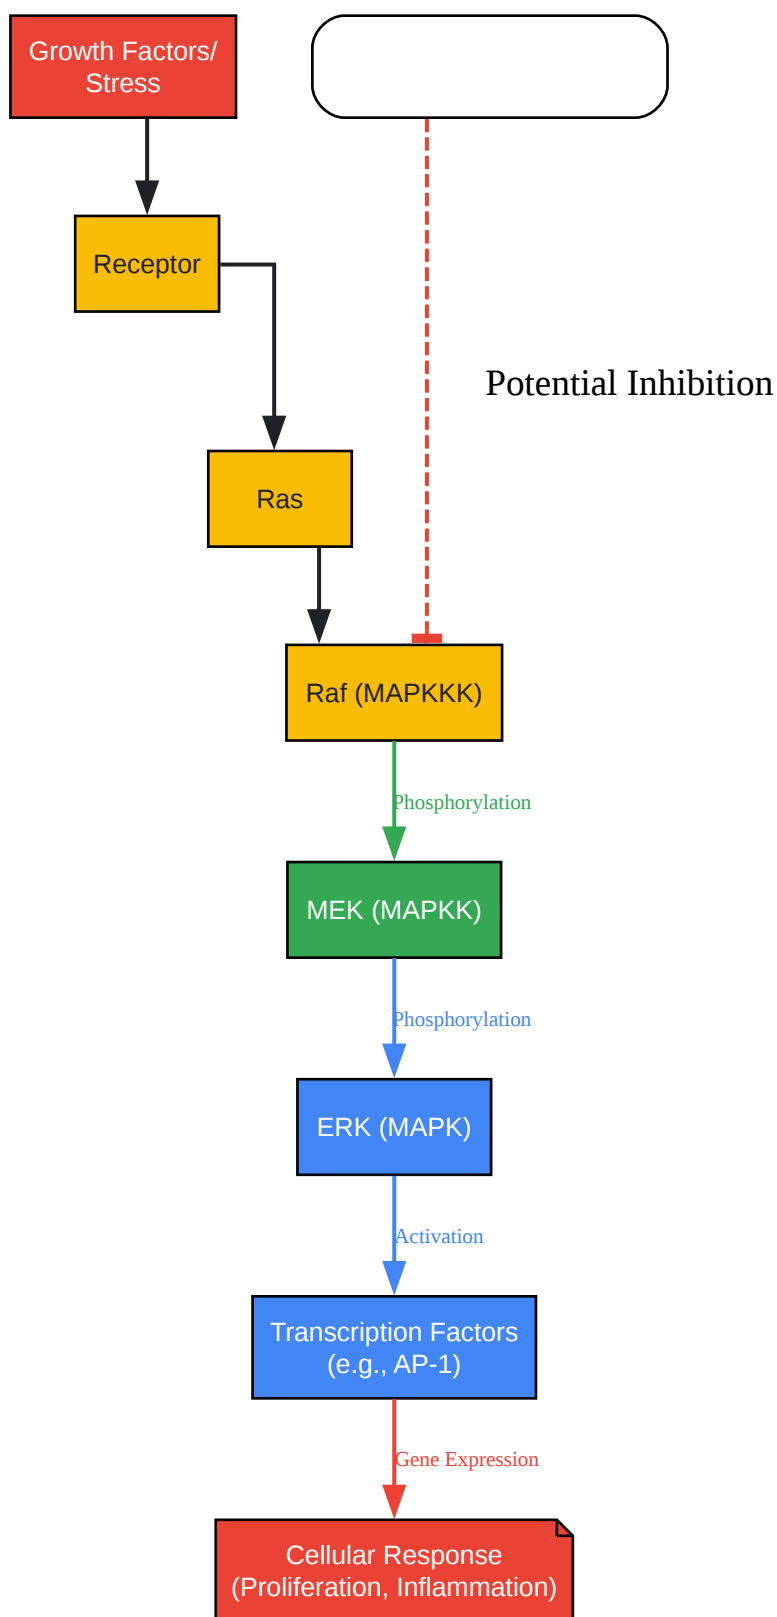 Growth Factors/
Stress
Receptor
Potential Inhibition
Ras
Raf (MAPKKK)
Phosphorylation
MEK (MAPKK)
Phosphorylation
ERK (MAPK)
Activation
Transcription Factors
(e.g., AP-1)
Gene Expression
Cellular Response
(Proliferation, Inflammation)